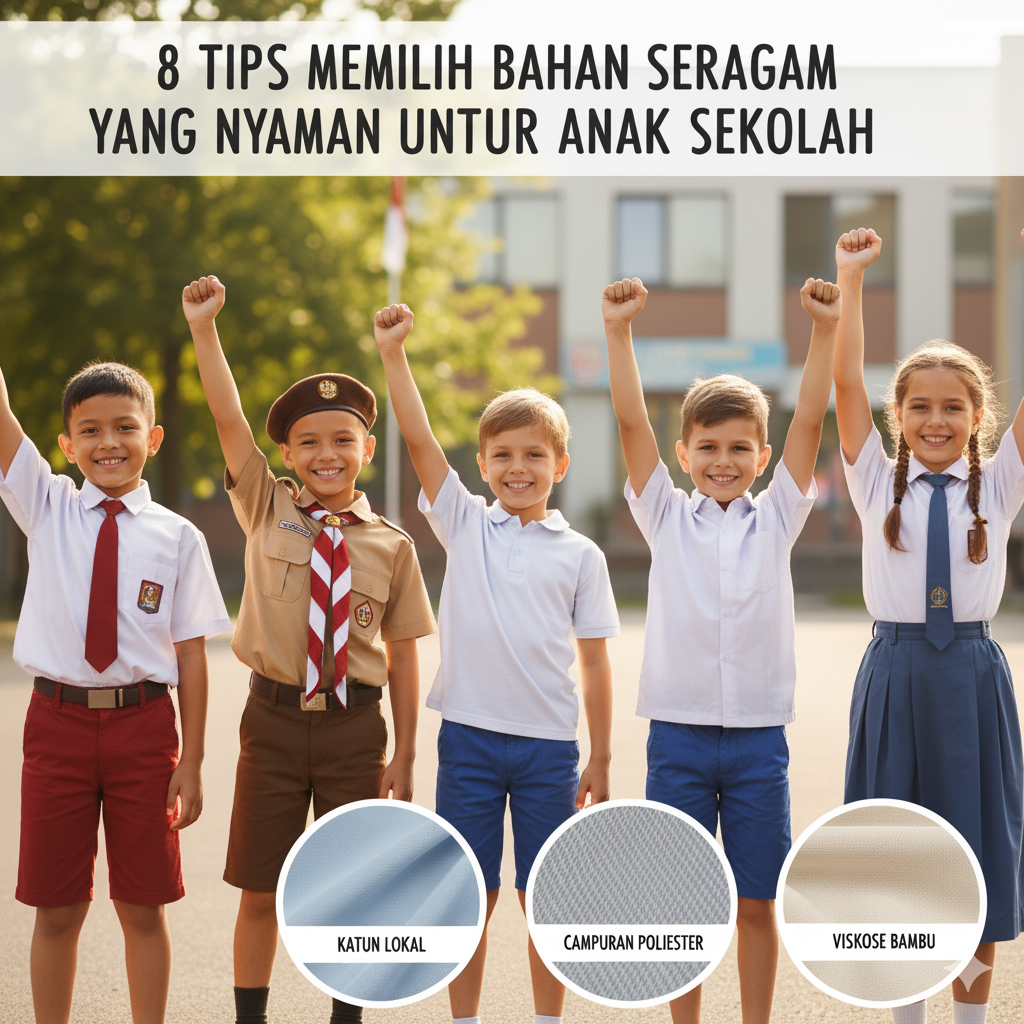 8 TIPS MEMILIH BAHAN SERAGAM
YANG NYAMAN UNTUR ANAK SEKOLAH
KATUN LOKAL
CAMPURAN POLIESTER
VISKOSE BAMBU